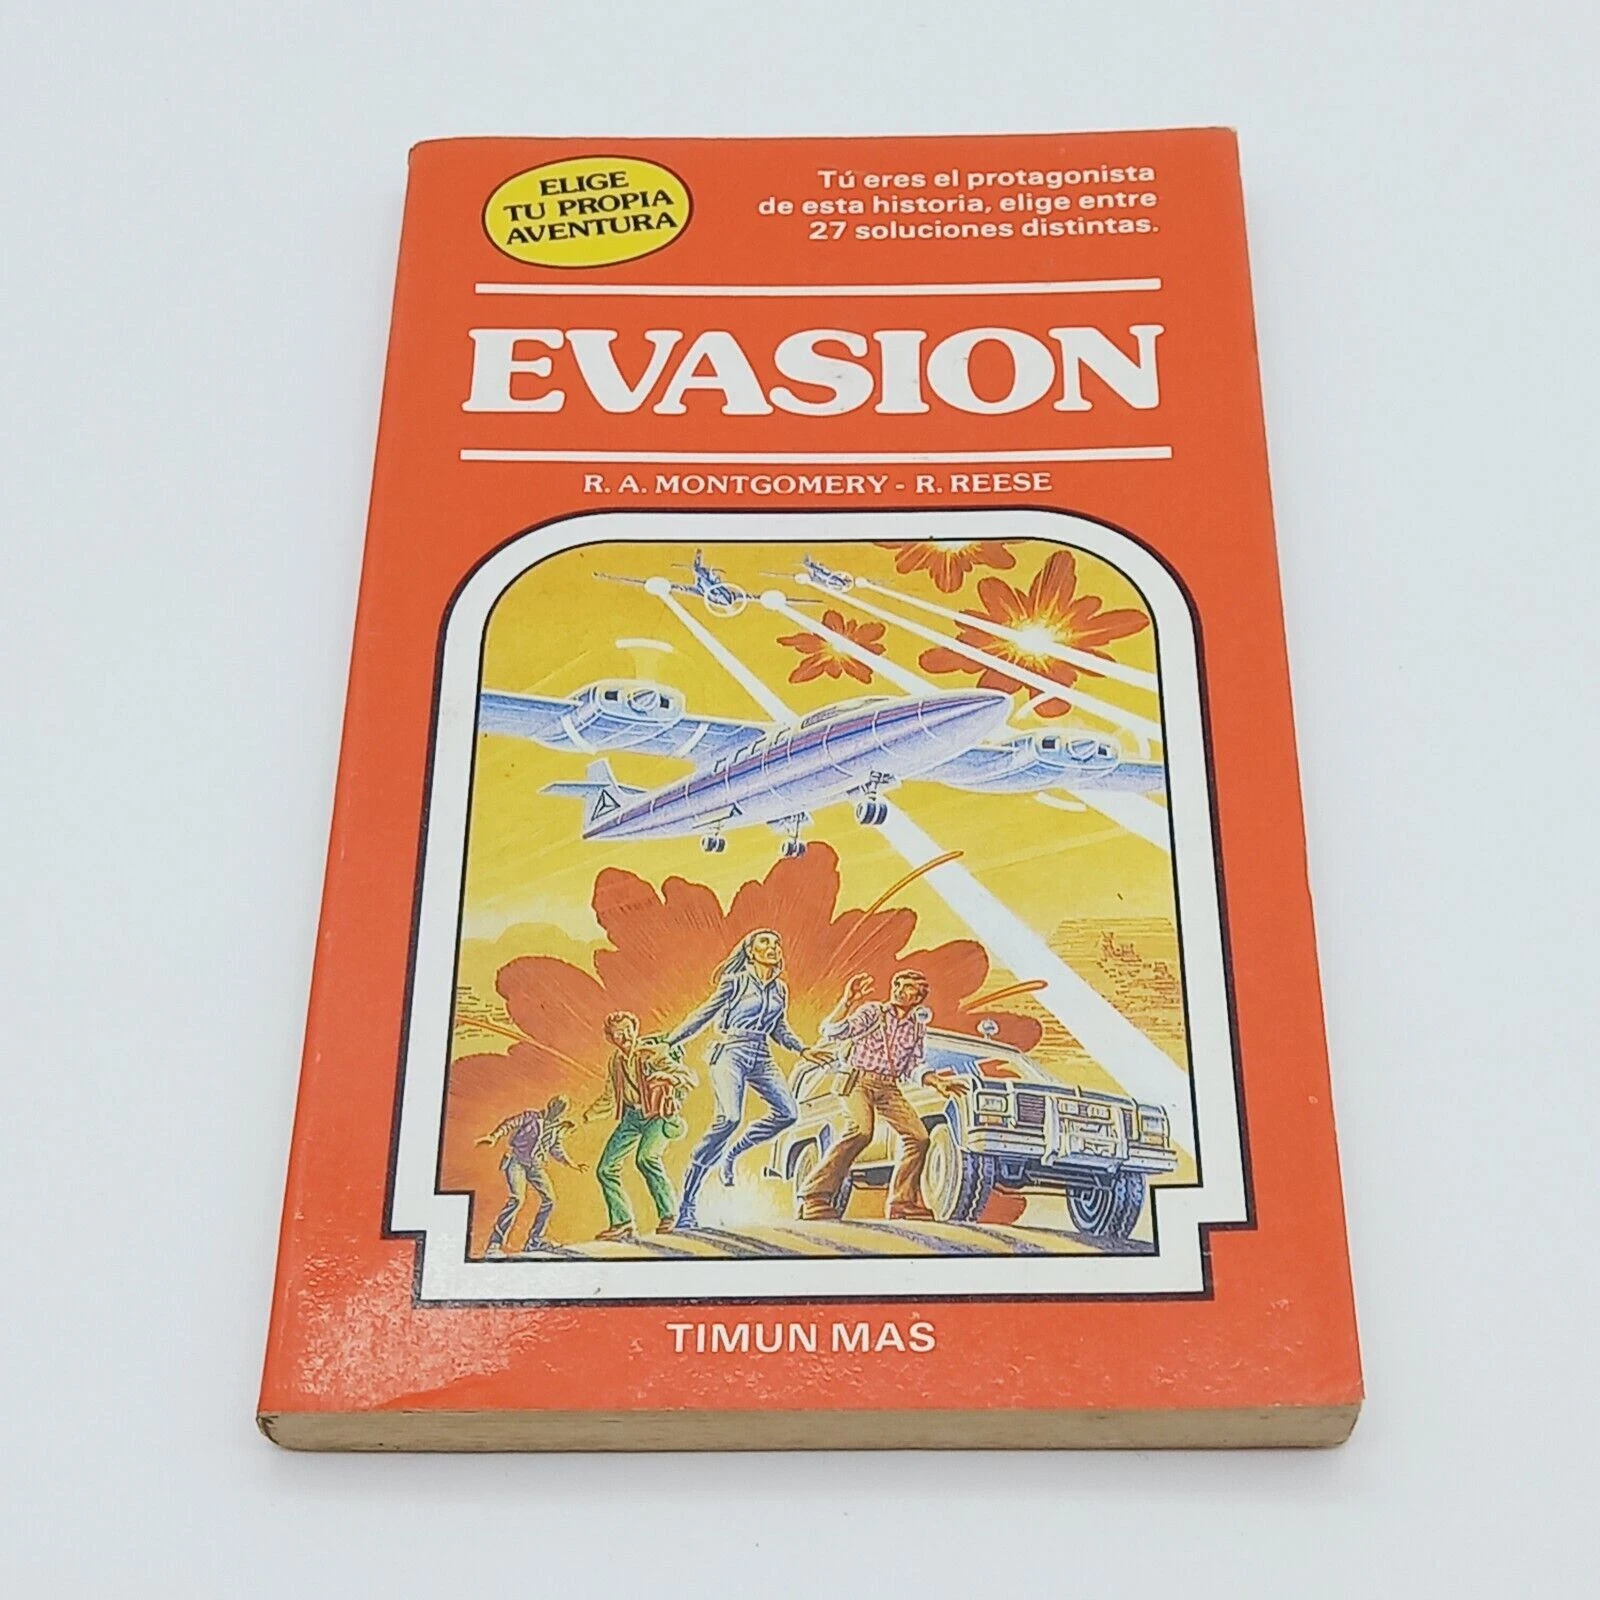 ELIGE
TU PROPIA
AVENTURA
Tú eres el protagonista
de esta historia, elige entre
27 soluciones distintas.
EVASION
R. A. MONTGOMERY - R. REESE
TIMUN MAS